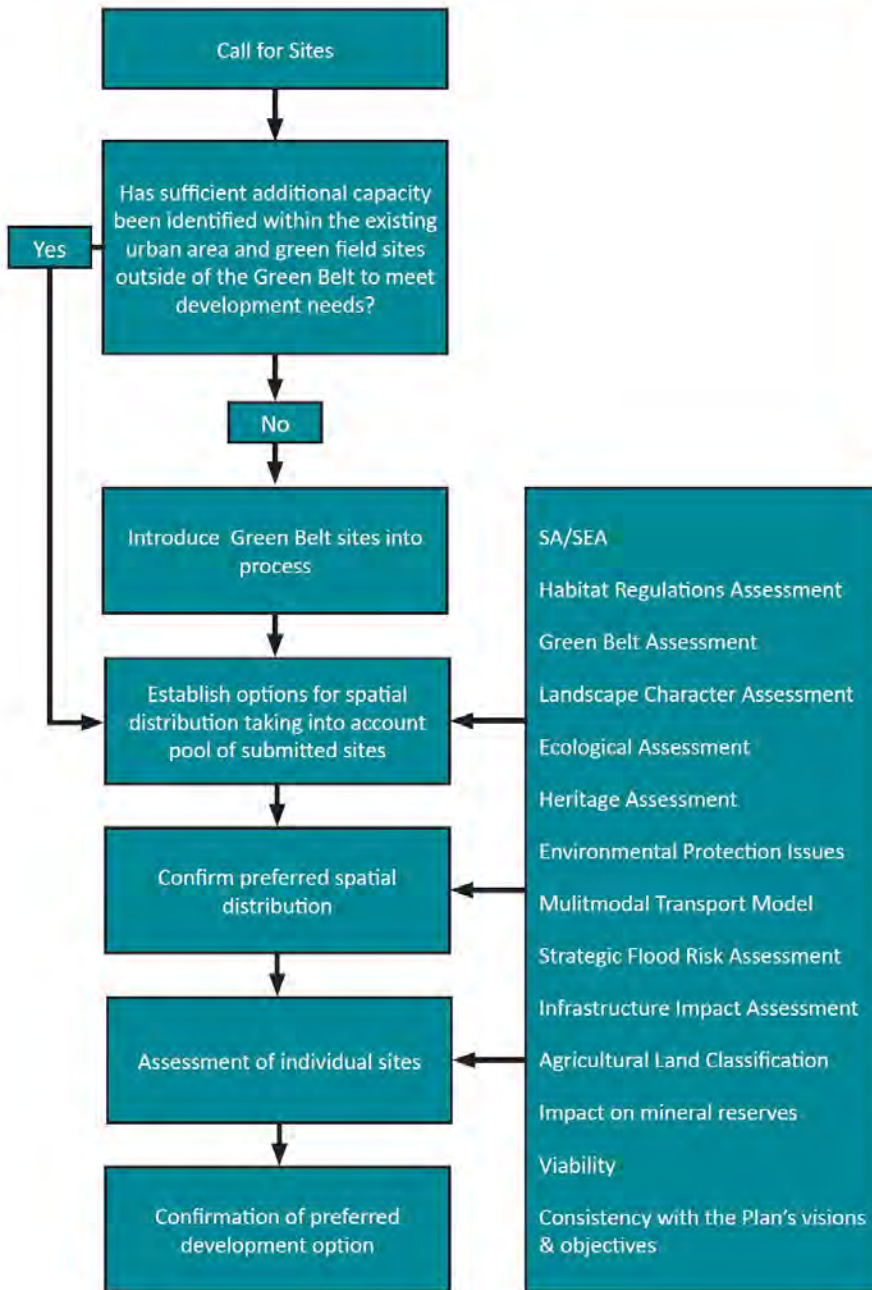 Call for Sites
Has sufficient additional capacity
been identified within the existing
urban area and green field sites
outside of the Green Belt to meet
development needs?
Yes
No
Introduce Green Belt sites into
process
Establish options for spatial
distribution taking into account
pool of submitted sites
Confirm preferred spatial
distribution
Assessment of individual sites
Confirmation of preferred
development option
SA/SEA
Habitat Regulations Assessment
Green Belt Assessment
Landscape Character Assessment
Ecological Assessment
Heritage Assessment
Environmental Protection Issues
Mulitmodal Transport Model
Strategic Flood Risk Assessment
Infrastructure Impact Assessment
Agricultural Land Classification
Impact on mineral reserves
Viability
Consistency with the Plan's visions
& objectives